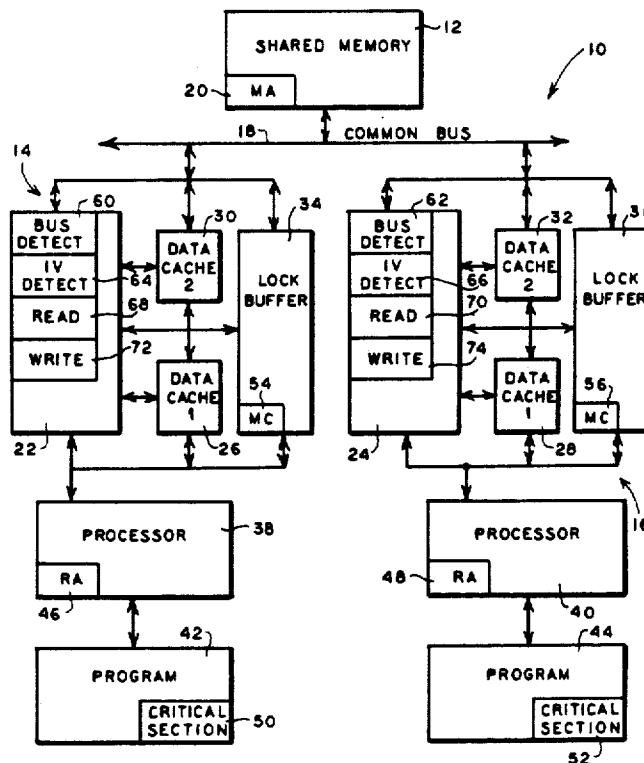 12
SHARED MEMORY
10
20
MA
18
COMMON BUS
14
60
BUS DETECT
30
34
DATA CACHE 2
IV DETECT
64
LOCK BUFFER
READ
68
WRITE
72
DATA CACHE 1
54
MC
22
26
62
BUS DETECT
32
DATA CACHE 2
IV DETECT
66
LOCK BUFFER
READ
70
WRITE
74
DATA CACHE 1
56
MC
24
28
16
PROCESSOR
38
RA
46
PROCESSOR
48
RA
40
42
PROGRAM
CRITICAL SECTION
50
44
PROGRAM
CRITICAL SECTION
52